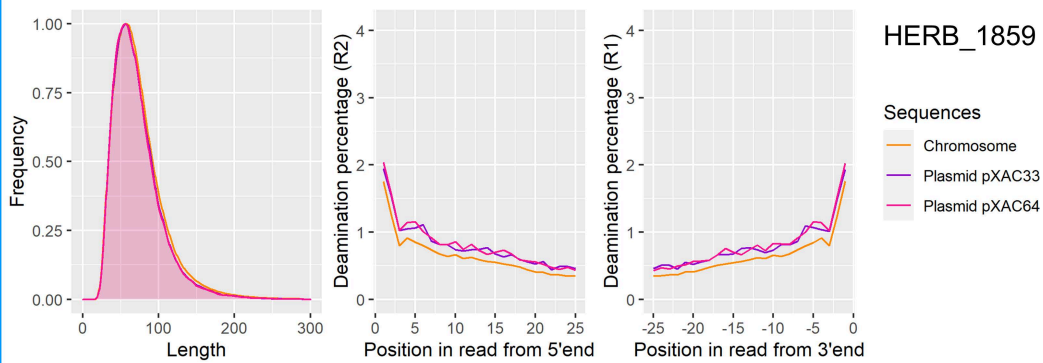 HERB_1859
Frequency
1.00
0.75
0.50
0.25
0.00
0
100
200
300
Length
Deamination percentage (R2)
4
3
2
1
0
0
5
10
15
20
25
Position in read from 5'end
Deamination percentage (R1)
4
3
2
1
0
-25
-20
-15
-10
-5
0
Position in read from 3'end
Sequences
Chromosome
Plasmid pXAC33
Plasmid pXAC64